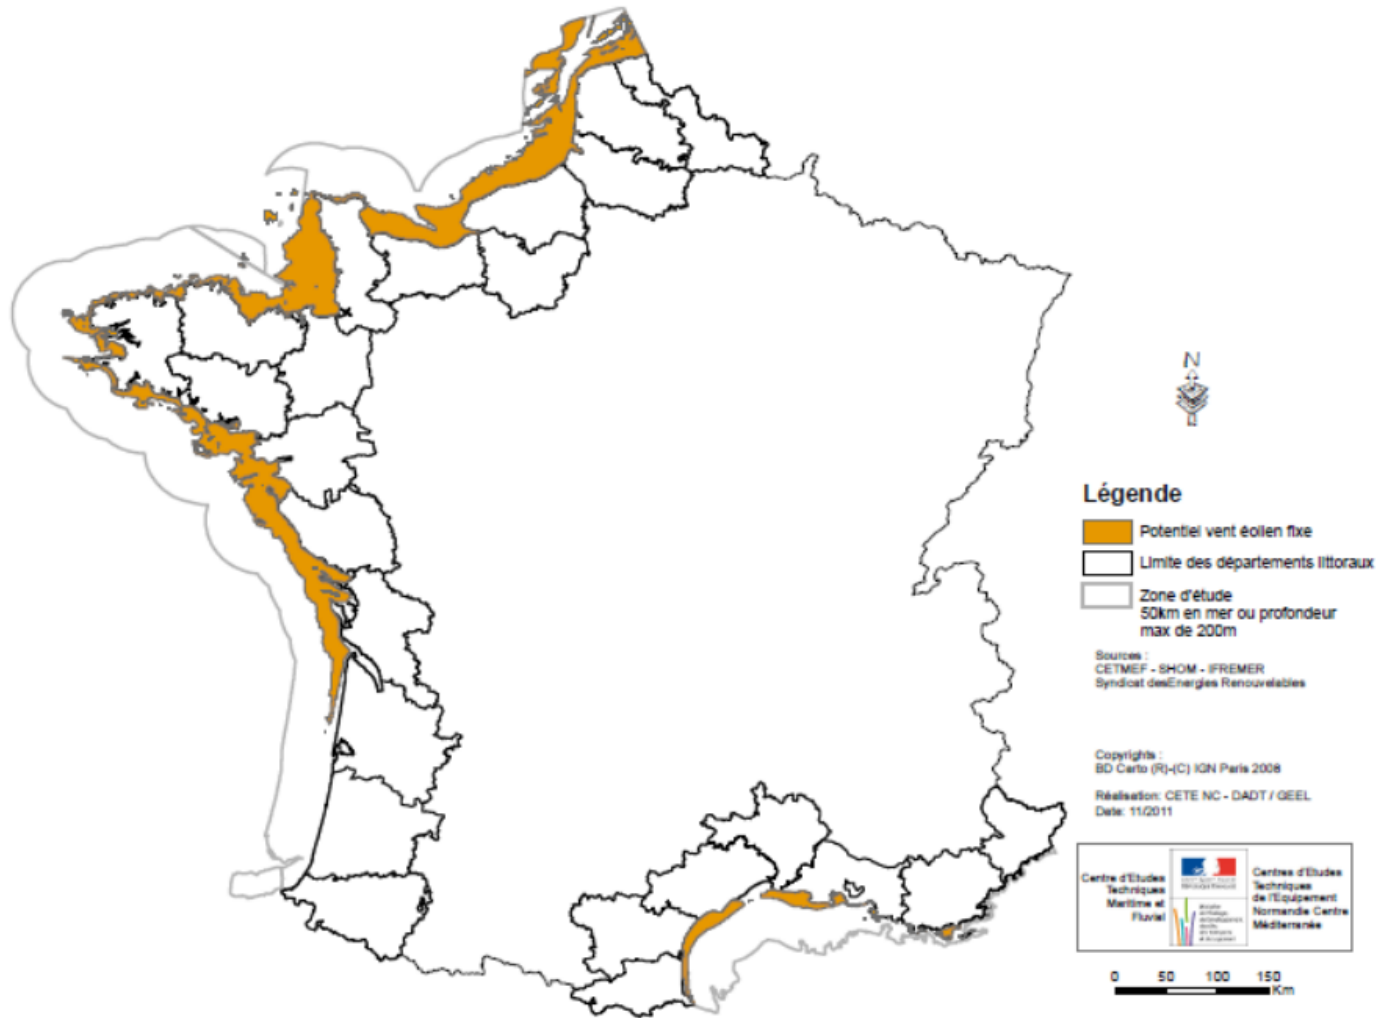 N
Légende
Potentiel vent éolien fixe
Limite des départements littoraux
Zone d'étude
50km en mer ou profondeur
max de 200m
Sources :
CETMEF - SHOM - IFREMER
Syndicat desEnergies Renouvelables
Copyrights :
BD Carto (R)-(C) IGN Paris 2008
Réalisation: CETE NC - DADT / GEEL
Date: 11/2011
Centre d'Etudes
Techniques
Maritime et
Fluvial
Centres d'Etudes
Techniques
de l'Equipement
Normandie Centre
Méditerranée
0 50 100 150
Km